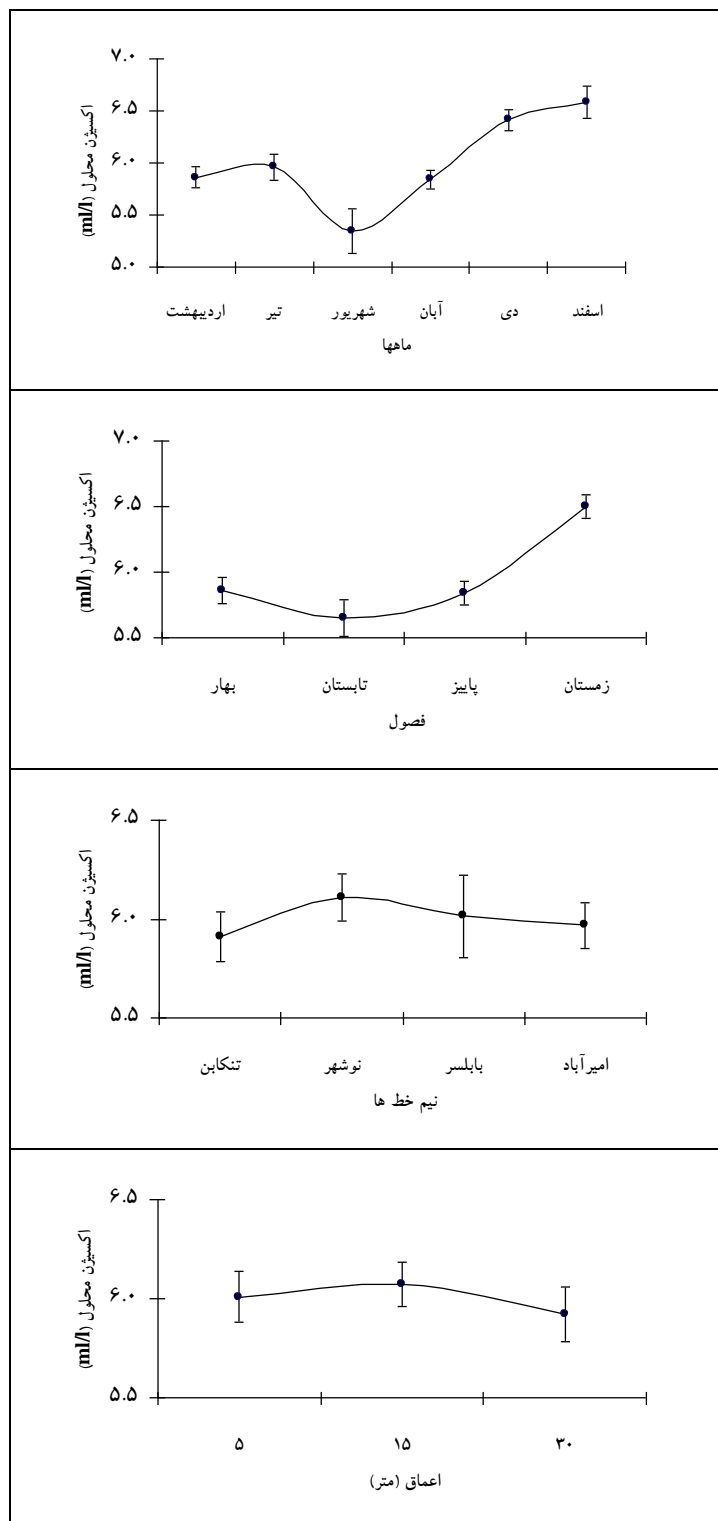 اکسیژن محلول (ml/l)
۷.۰
۶.۵
۶.۰
۵.۵
۵.۰
اردیبهشت تیر شهریور آبان دی اسفند
ماهها
اکسیژن محلول (ml/l)
۷.۰
۶.۵
۶.۰
۵.۵
بهار تابستان پاییز زمستان
فصول
اکسیژن محلول (ml/l)
۶.۵
۶.۰
۵.۵
تنکابن نوشهر بابلسر امیرآباد
نیم خط ها
اکسیژن محلول (ml/l)
۶.۵
۶.۰
۵.۵
۵ ۱۵ ۳۰
اعماق (متر)